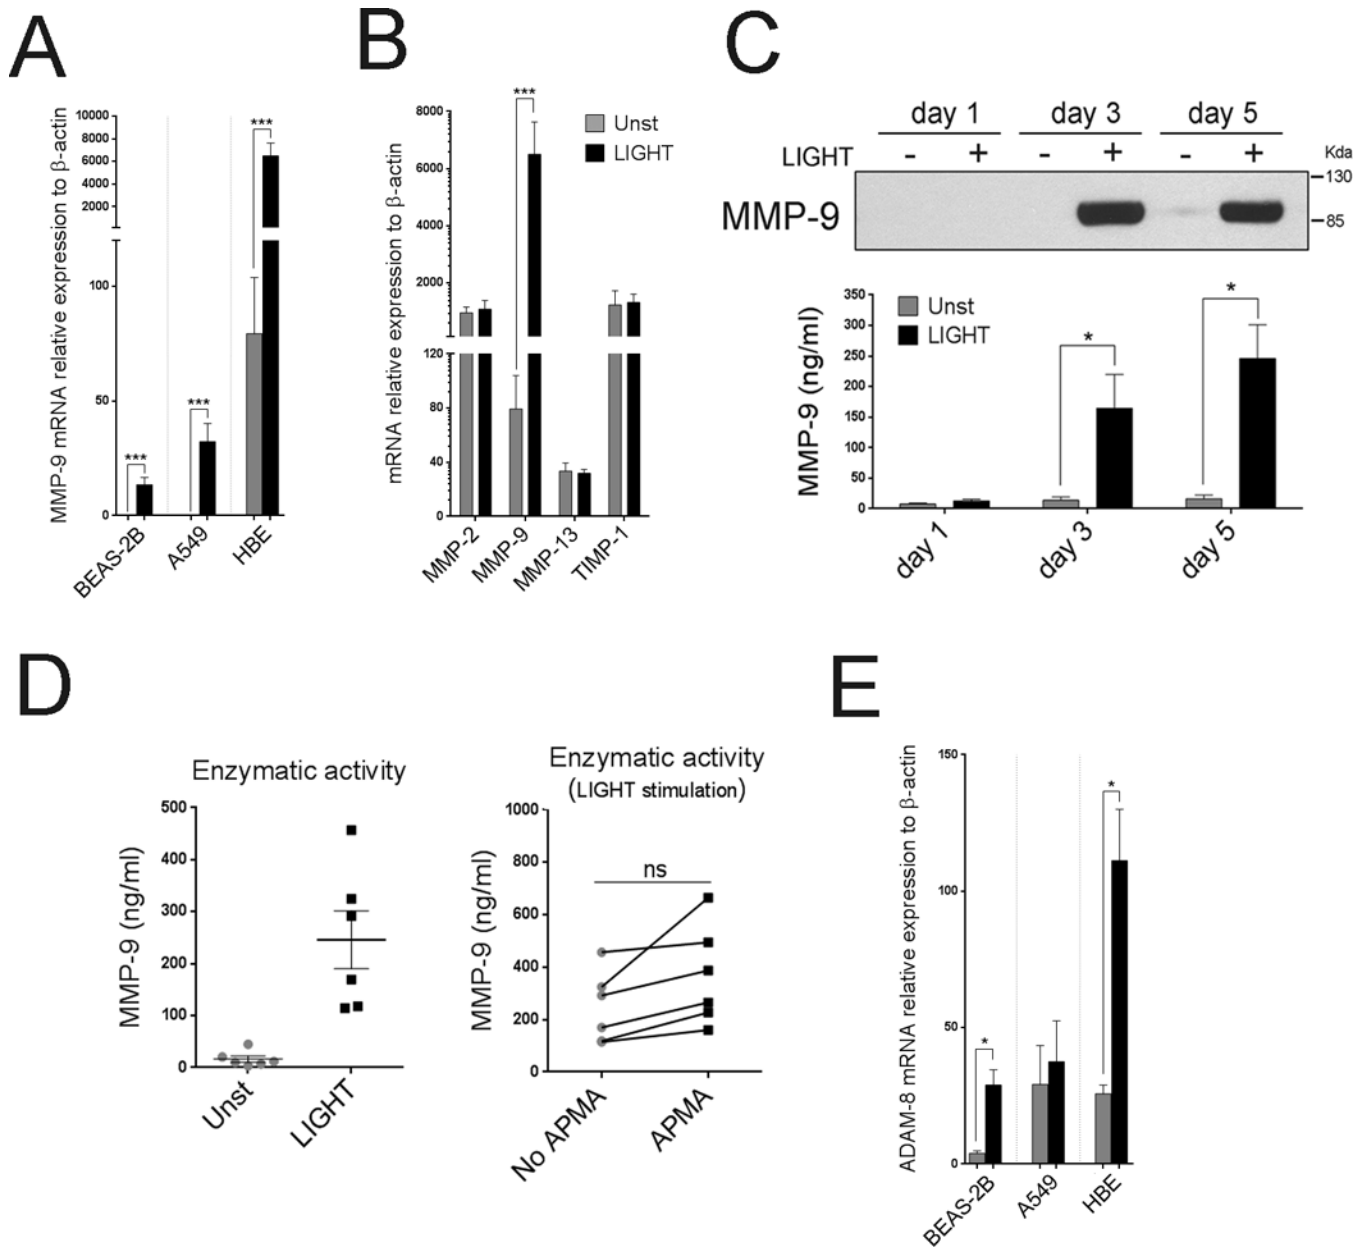 A
MMP-9 mRNA relative expression to β-actin
10000
8000
6000
4000
2000
100
50
0
***
***
***
BEAS-2B
A549
HBE
B
mRNA relative expression to β-actin
8000
6000
4000
2000
120
80
40
0
***
Unst
LIGHT
MMP-2
MMP-9
MMP-13
TIMP-1
C
day 1
day 3
day 5
LIGHT - + - + - +
Kda
130
85
MMP-9
MMP-9 (ng/ml)
350
300
250
200
150
100
50
0
Unst
LIGHT
*
*
day 1
day 3
day 5
D
Enzymatic activity
MMP-9 (ng/ml)
500
400
300
200
100
0
Unst
LIGHT
Enzymatic activity
(LIGHT stimulation)
MMP-9 (ng/ml)
1000
800
600
400
200
0
ns
No APMA
APMA
E
ADAM-8 mRNA relative expression to β-actin
150
100
50
0
*
*
BEAS-2B
A549
HBE